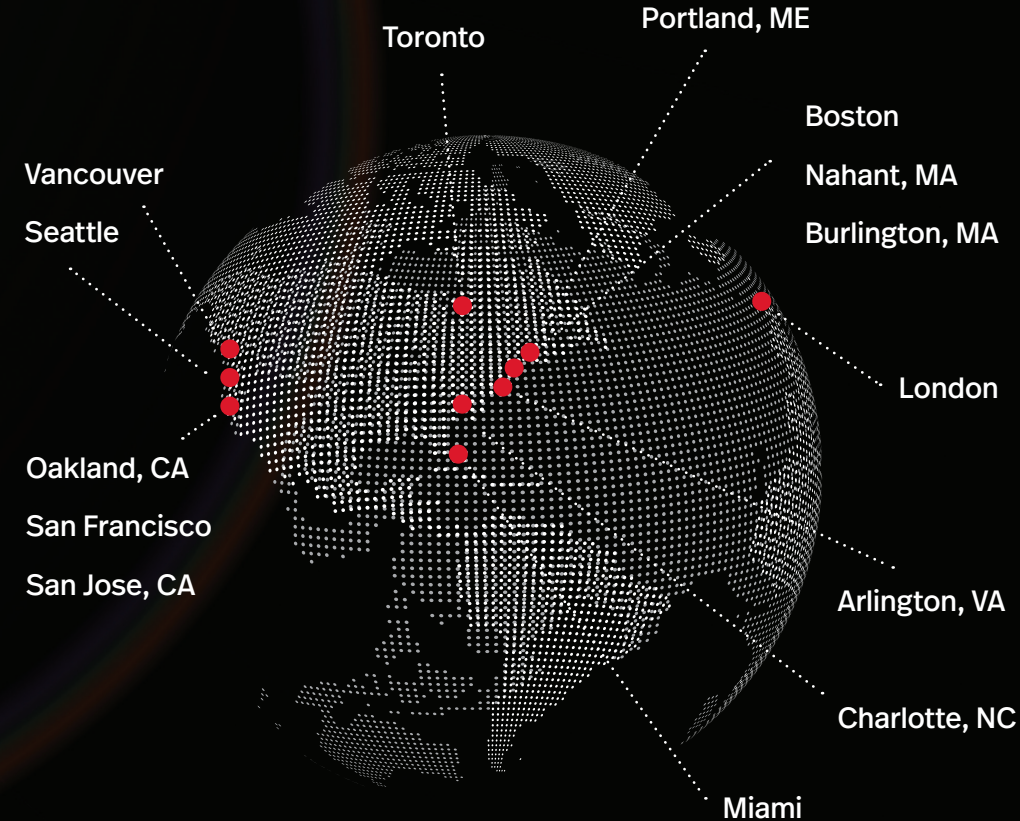 Portland, ME
Toronto
Boston
Vancouver
Nahant, MA
Seattle
Burlington, MA
London
Oakland, CA
San Francisco
San Jose, CA
Arlington, VA
Charlotte, NC
Miami